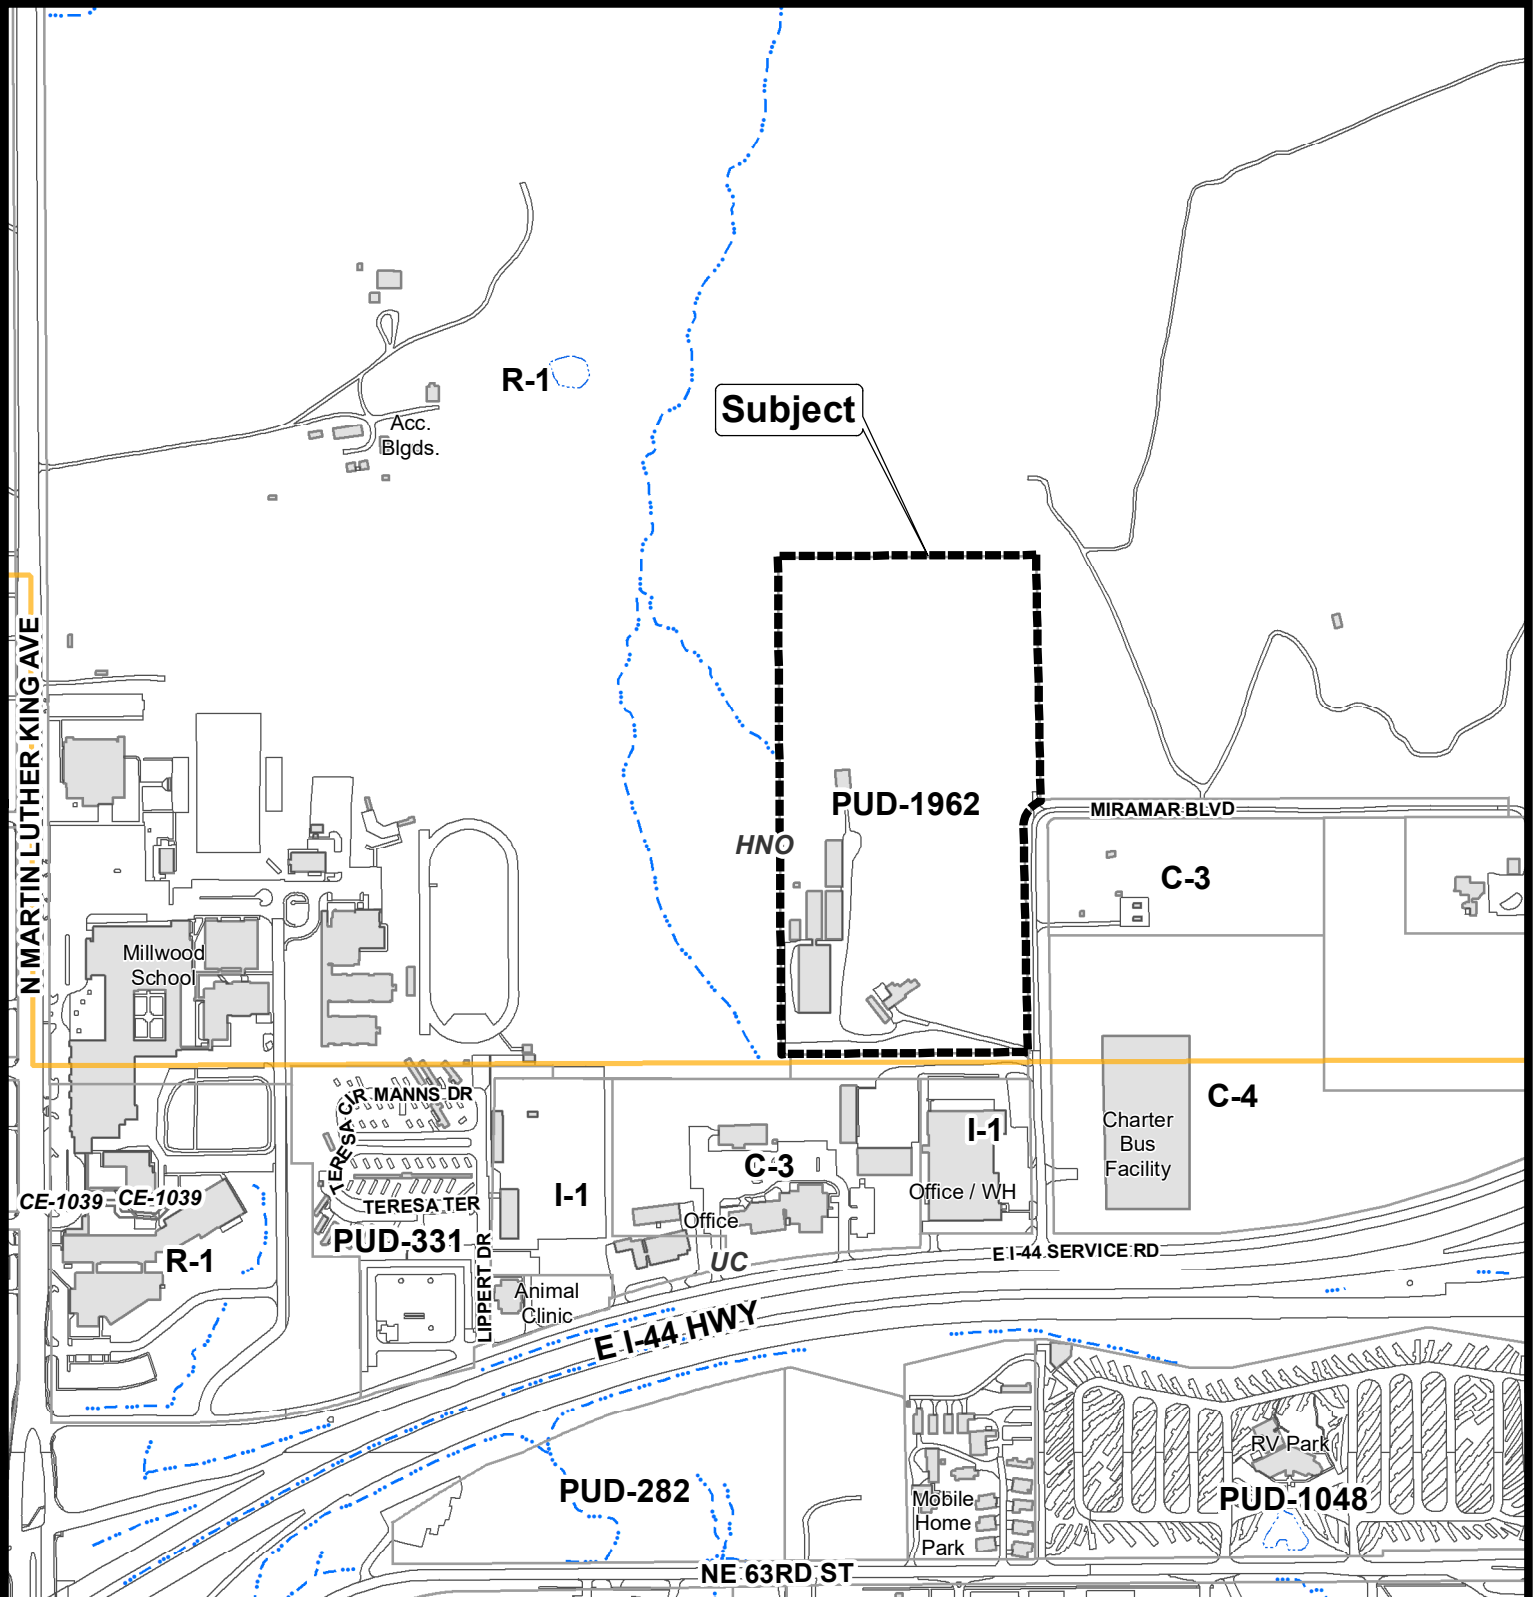 R-1
Subject
Acc.
Blgds.
N MARTIN LUTHER KING AVE
PUD-1962
MIRAMAR BLVD
HNO
C-3
Millwood
School
MANNS DR
TERESA CIR
C-4
Charter
Bus
Facility
I-1
C-3
CE-1039
CE-1039
I-1
Office / WH
TERESA TER
Office
PUD-331
LIPPERT DR
R-1
UC
E I-44 SERVICE RD
Animal
Clinic
E I-44 HWY
RV Park
PUD-282
Mobile
Home
Park
PUD-1048
NE 63RD ST